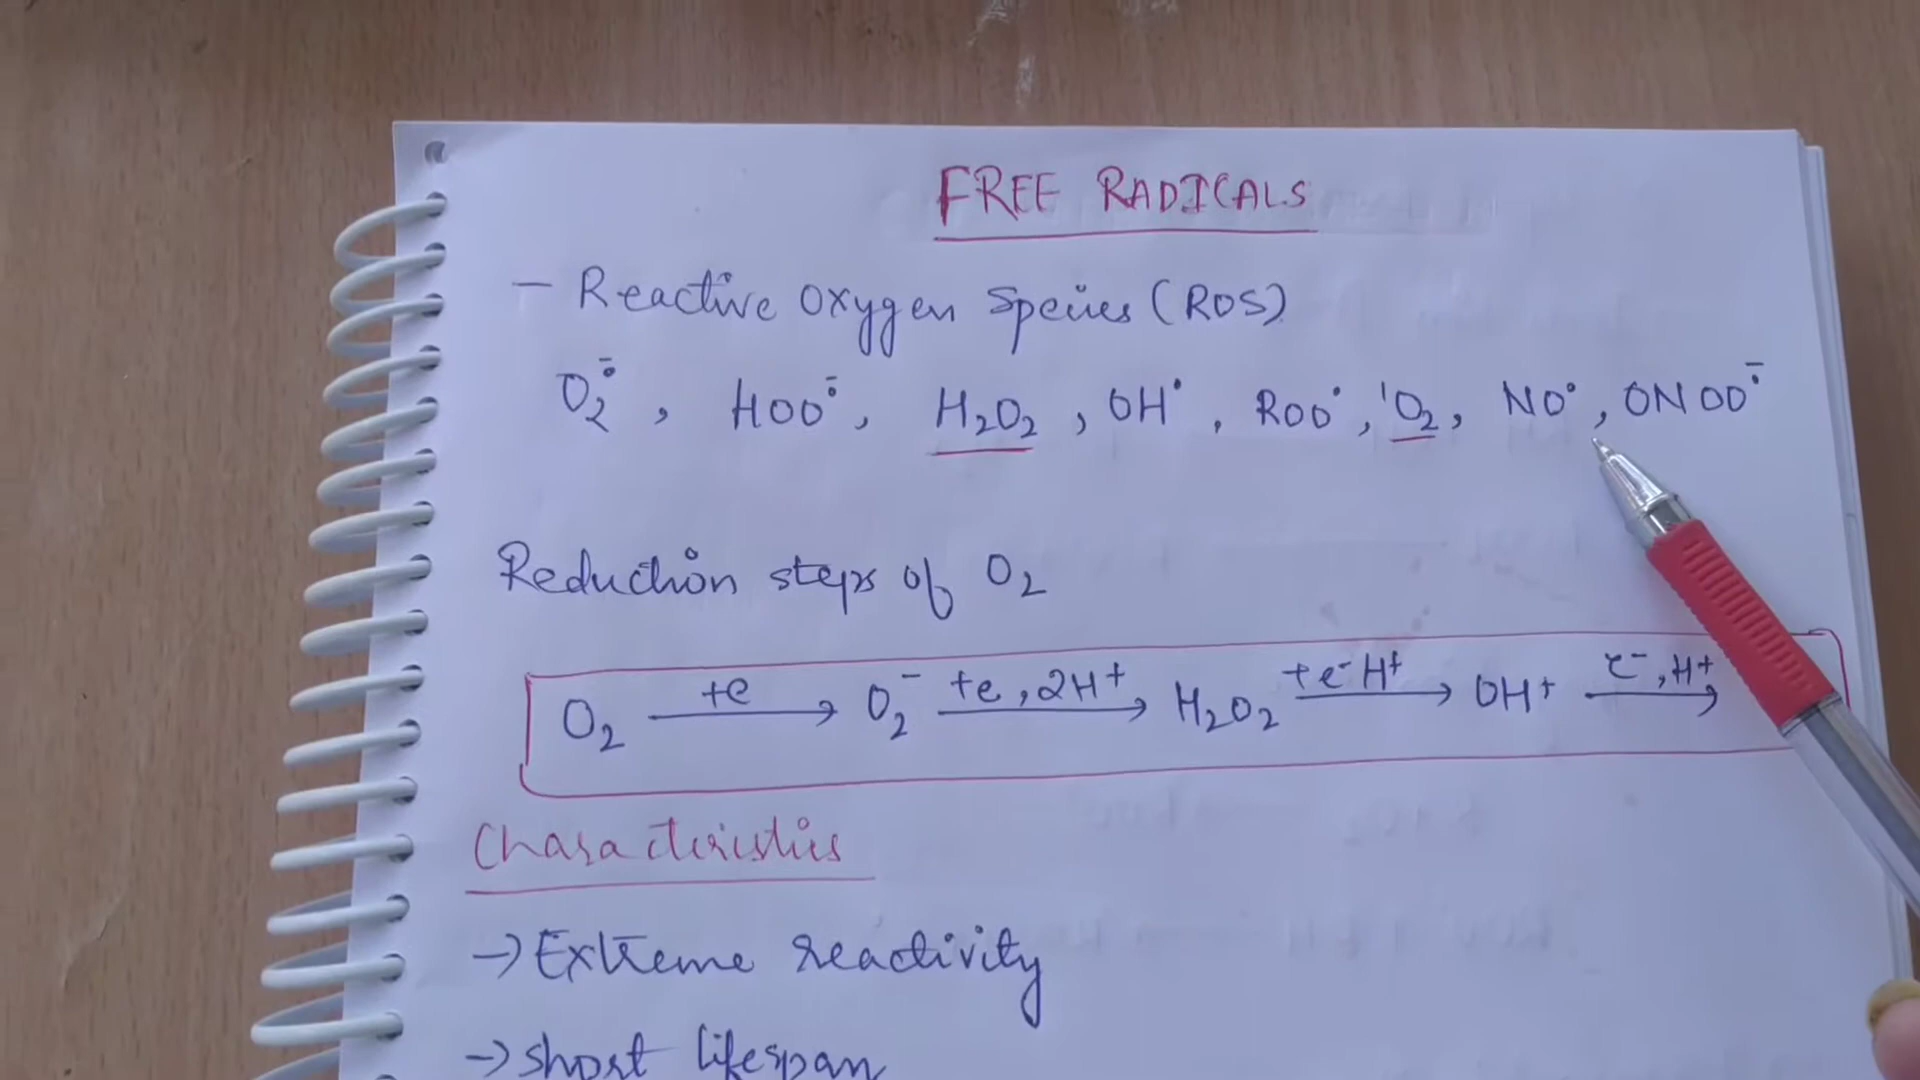 FREE RADICALS
- Reactive Oxygen Species (ROS)
O₂•̄, HOO•̄, H₂O₂, OH•, ROO•, ¹O₂, NO•, ONOO•̄
Reduction steps of O₂
O₂ —+e→ O₂⁻ —+e, 2H⁺→ H₂O₂ —+e⁻ H⁺→ OH+ —e⁻, H⁺→
Characteristics
→ Extreme reactivity
→ short lifespan